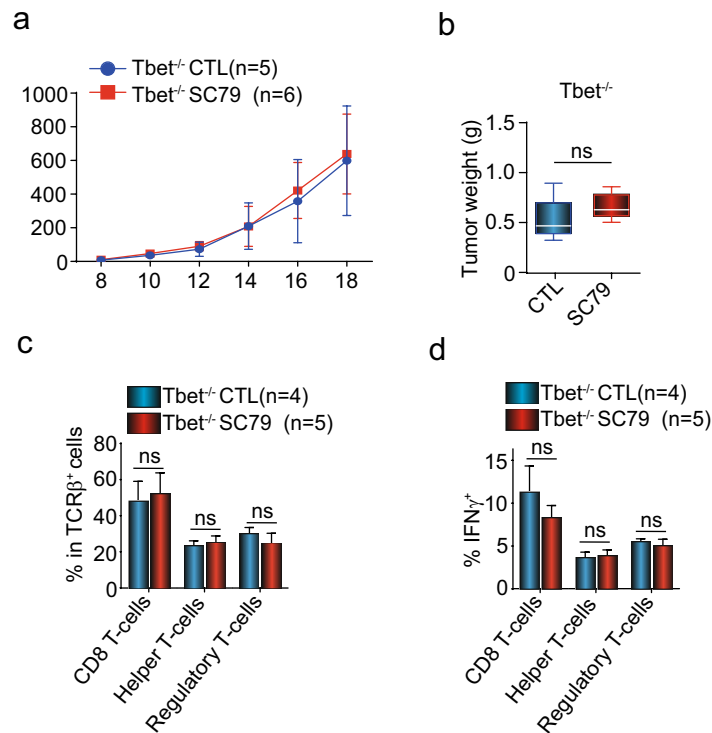 a
Tbet-/- CTL(n=5)
Tbet-/- SC79 (n=6)
1000
800
600
400
200
0
8 10 12 14 16 18
b
Tbet-/-
Tumor weight (g)
1.5
1.0
0.5
0
ns
CTL
SC79
c
Tbet-/- CTL(n=4)
Tbet-/- SC79 (n=5)
% in TCRβ+ cells
80
60
40
20
0
ns ns ns
CD8 T-cells
Helper T-cells
Regulatory T-cells
d
Tbet-/- CTL(n=4)
Tbet-/- SC79 (n=5)
% IFNγ+
15
10
5
0
ns ns ns
CD8 T-cells
Helper T-cells
Regulatory T-cells